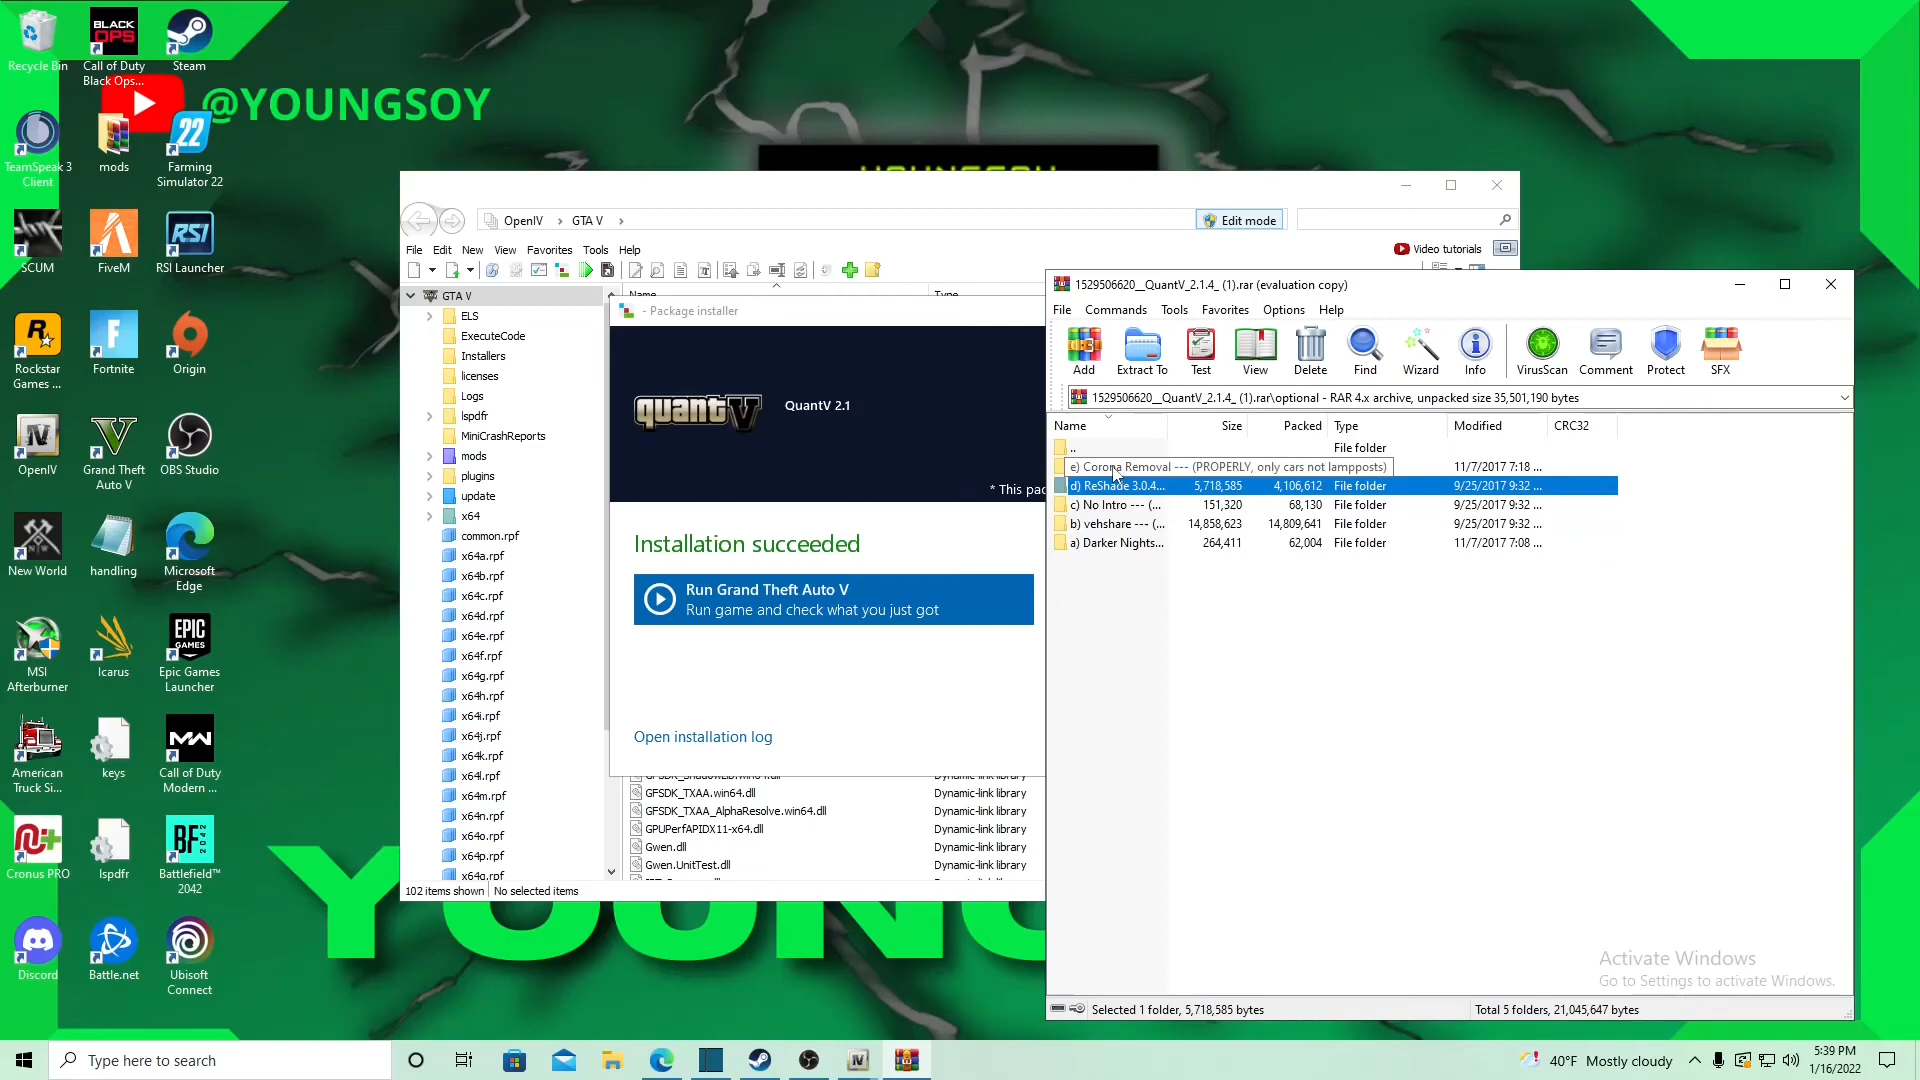 Recycle Bin
BLACK OPS
Call of Duty Black Ops...
Steam
@YOUNGSOY
TeamSpeak 3 Client
mods
22
Farming Simulator 22
SCUM
FiveM
RSI
RSI Launcher
Rockstar Games ...
Fortnite
Origin
OpenIV
Grand Theft Auto V
OBS Studio
New World
handling
Microsoft Edge
MSI Afterburner
Icarus
EPIC GAMES
Epic Games Launcher
American Truck Si...
keys
Call of Duty Modern ...
Cronus PRO
lspdfr
BF 2042
Battlefield™ 2042
Discord
Battle.net
Ubisoft Connect
OpenIV
GTA V
Edit mode
File Edit New View Favorites Tools Help
Video tutorials
GTA V
Name
Type
ELS
ExecuteCode
Installers
licenses
Logs
lspdfr
MiniCrashReports
mods
plugins
update
x64
common.rpf
x64a.rpf
x64b.rpf
x64c.rpf
x64d.rpf
x64e.rpf
x64f.rpf
x64g.rpf
x64h.rpf
x64i.rpf
x64j.rpf
x64k.rpf
x64l.rpf
x64m.rpf
x64n.rpf
x64o.rpf
x64p.rpf
x64q.rpf
102 items shown
No selected items
- Package installer
quantV
QuantV 2.1
* This pac
Installation succeeded
Run Grand Theft Auto V
Run game and check what you just got
Open installation log
GFSDK_TXAA.win64.dll Dynamic-link library
GFSDK_TXAA_AlphaResolve.win64.dll Dynamic-link library
GPUPerfAPIDX11-x64.dll Dynamic-link library
Gwen.dll Dynamic-link library
Gwen.UnitTest.dll Dynamic-link library
1529506620__QuantV_2.1.4_ (1).rar (evaluation copy)
File Commands Tools Favorites Options Help
Add Extract To Test View Delete Find Wizard Info VirusScan Comment Protect SFX
1529506620__QuantV_2.1.4_ (1).rar\optional - RAR 4.x archive, unpacked size 35,501,190 bytes
Name Size Packed Type Modified CRC32
.. File folder
e) Corona Removal --- (PROPERLY, only cars not lampposts) 11/7/2017 7:18 ...
d) ReShade 3.0.4... 5,718,585 4,106,612 File folder 9/25/2017 9:32 ...
c) No Intro --- (... 151,320 68,130 File folder 9/25/2017 9:32 ...
b) vehshare --- (... 14,858,623 14,809,641 File folder 9/25/2017 9:32 ...
a) Darker Nights... 264,411 62,004 File folder 11/7/2017 7:08 ...
Activate Windows
Go to Settings to activate Windows.
Selected 1 folder, 5,718,585 bytes
Total 5 folders, 21,045,647 bytes
Type here to search
40°F Mostly cloudy
5:39 PM
1/16/2022